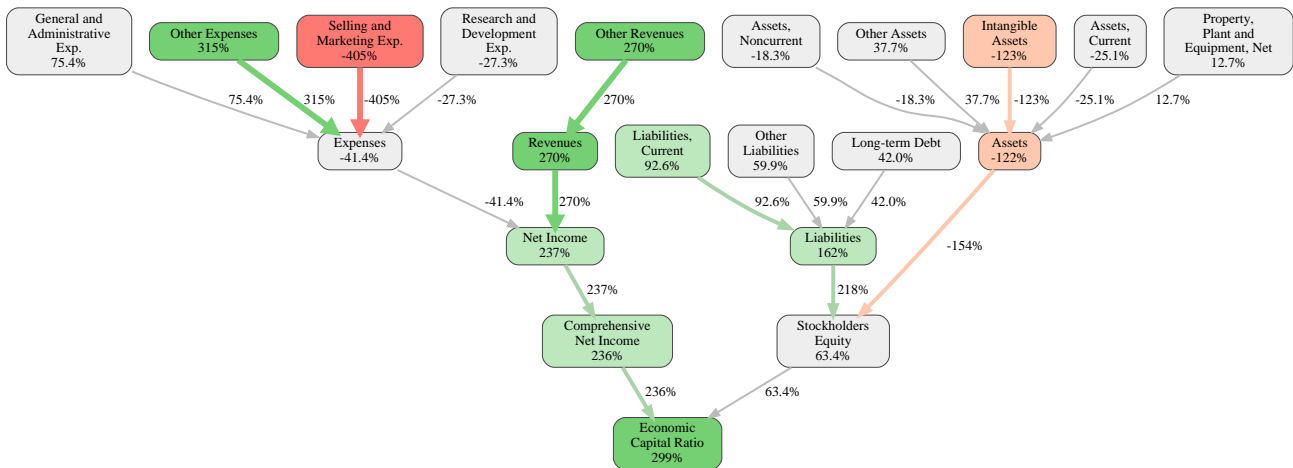 General and
Administrative
Exp.
75.4%
Other Expenses
315%
Selling and
Marketing Exp.
-405%
Research and
Development
Exp.
-27.3%
Other Revenues
270%
Assets,
Noncurrent
-18.3%
Other Assets
37.7%
Intangible
Assets
-123%
Assets,
Current
-25.1%
Property,
Plant and
Equipment, Net
12.7%
75.4%
315%
-405%
-27.3%
270%
-18.3%
37.7%
-123%
-25.1%
12.7%
Expenses
-41.4%
Revenues
270%
Liabilities,
Current
92.6%
Other
Liabilities
59.9%
Long-term Debt
42.0%
Assets
-122%
-41.4%
270%
92.6%
59.9%
42.0%
-154%
Net Income
237%
Liabilities
162%
237%
218%
Comprehensive
Net Income
236%
Stockholders
Equity
63.4%
236%
63.4%
Economic
Capital Ratio
299%